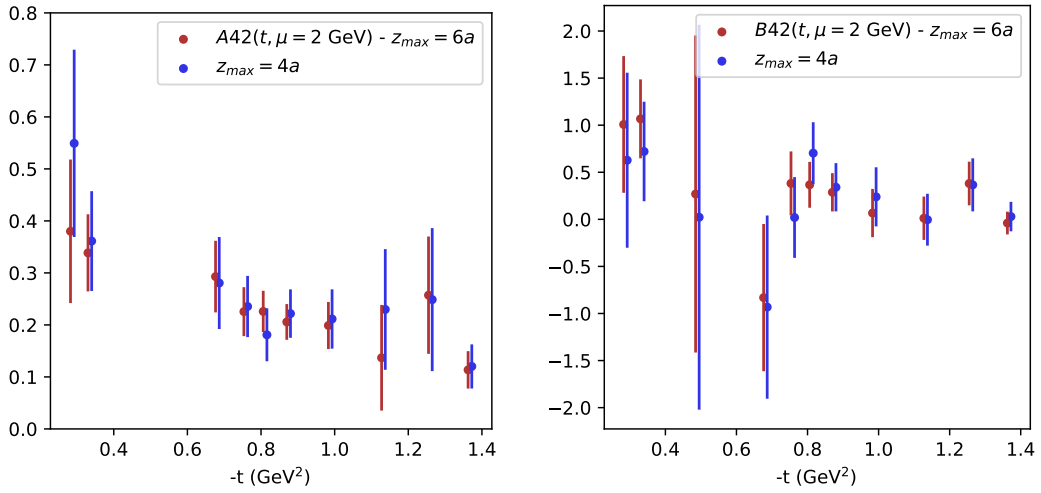 0.8
0.7
0.6
0.5
0.4
0.3
0.2
0.1
0.0
A42(t, μ = 2 GeV) - z_max = 6a
z_max = 4a
0.4 0.6 0.8 1.0 1.2 1.4
-t (GeV²)
2.0
1.5
1.0
0.5
0.0
−0.5
−1.0
−1.5
−2.0
B42(t, μ = 2 GeV) - z_max = 6a
z_max = 4a
0.4 0.6 0.8 1.0 1.2 1.4
-t (GeV²)